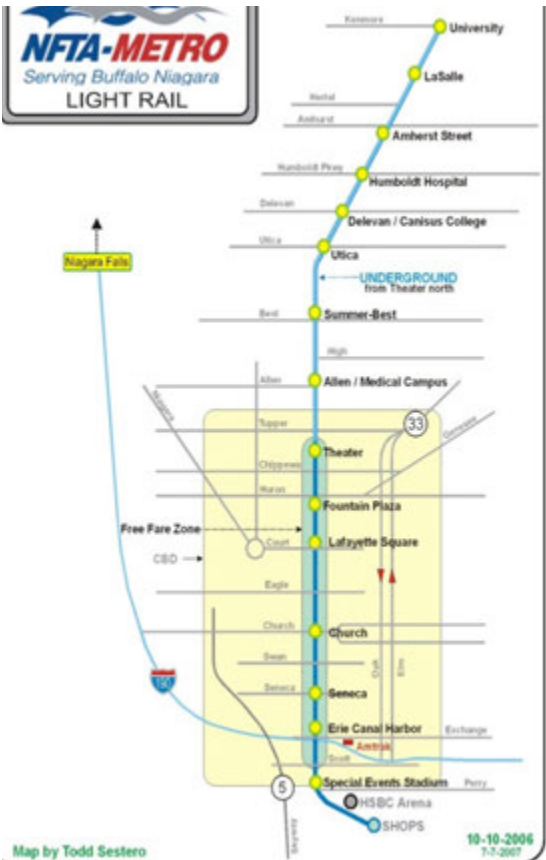 NFTA-METRO
Serving Buffalo Niagara
LIGHT RAIL
Kenmore
University
LaSalle
Hertel
Amhurst
Amherst Street
Humboldt Pkwy
Humboldt Hospital
Delevan
Delevan / Canisus College
Utica
Utica
Niagara Falls
UNDERGROUND
from Theater north
Best
Summer-Best
High
Allen
Allen / Medical Campus
Niagara
Tupper
33
Theater
Chippewa
Huron
Fountain Plaza
Free Fare Zone
Court
Lafayette Square
CBD
Eagle
Church
Church
Swan
Oak
Elm
Seneca
Seneca
190
Erie Canal Harbor
Exchange
Amtrak
Scott
5
Special Events Stadium
Perry
HSBC Arena
Skyway
SHOPS
Map by Todd Sestero
10-10-2006
7-7-2007